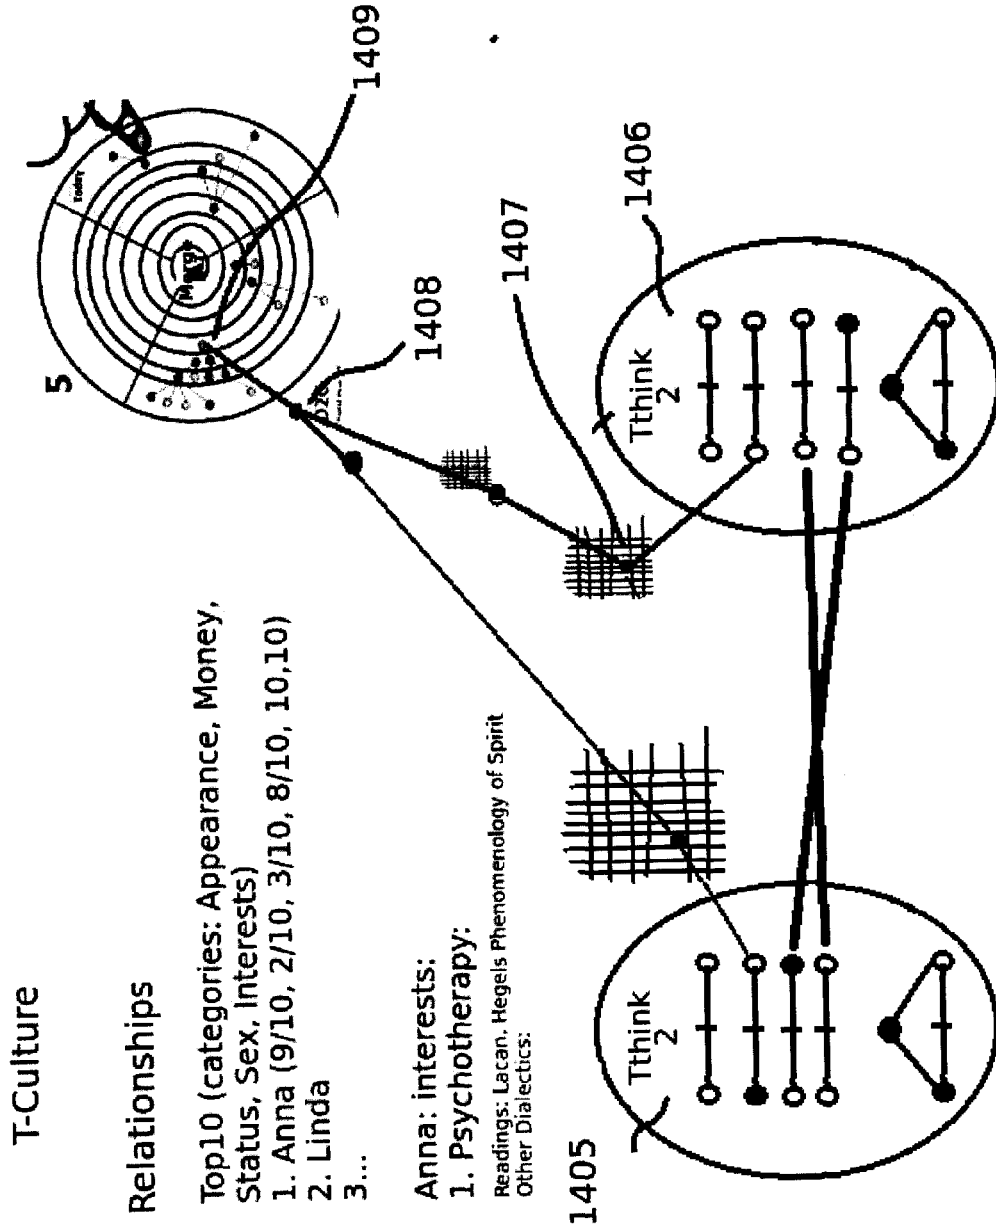 T-Culture
Relationships
Top10 (categories: Appearance, Money,
Status, Sex, Interests)
1. Anna (9/10, 2/10, 3/10, 8/10, 10,10)
2. Linda
3...
Anna: interests:
1. Psychotherapy:
Readings: Lacan, Hegels Phenomenology of Spirit
Other Dialectics:
5
Today
1409
1408
1407
1406
1405
Tthink
2
Tthink
2